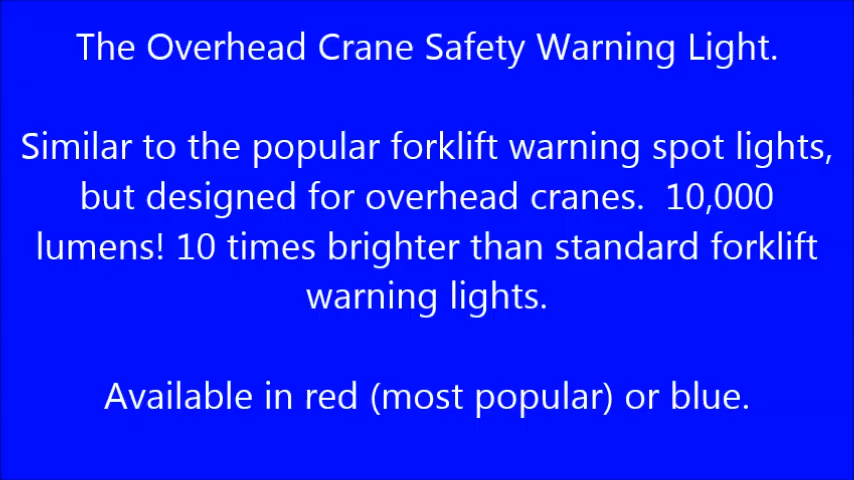 The Overhead Crane Safety Warning Light.
Similar to the popular forklift warning spot lights,
but designed for overhead cranes.  10,000
lumens! 10 times brighter than standard forklift
warning lights.
Available in red (most popular) or blue.